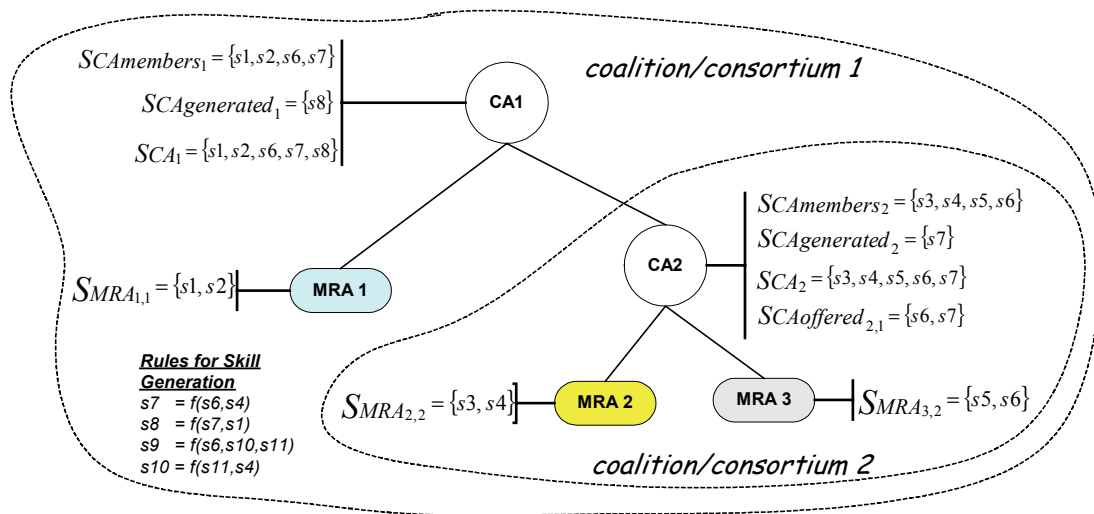 SCAmembers₁ = {s1, s2, s6, s7}
coalition/consortium 1
SCAgenerated₁ = {s8}
CA1
SCA₁ = {s1, s2, s6, s7, s8}
SCAmembers₂ = {s3, s4, s5, s6}
SCAgenerated₂ = {s7}
CA2
SCA₂ = {s3, s4, s5, s6, s7}
SCAoffered₂,₁ = {s6, s7}
S MRA₁,₁ = {s1, s2}
MRA 1
Rules for Skill
Generation
s7 = f(s6,s4)
s8 = f(s7,s1)
s9 = f(s6,s10,s11)
s10 = f(s11,s4)
S MRA₂,₂ = {s3, s4}
MRA 2
MRA 3
S MRA₃,₂ = {s5, s6}
coalition/consortium 2